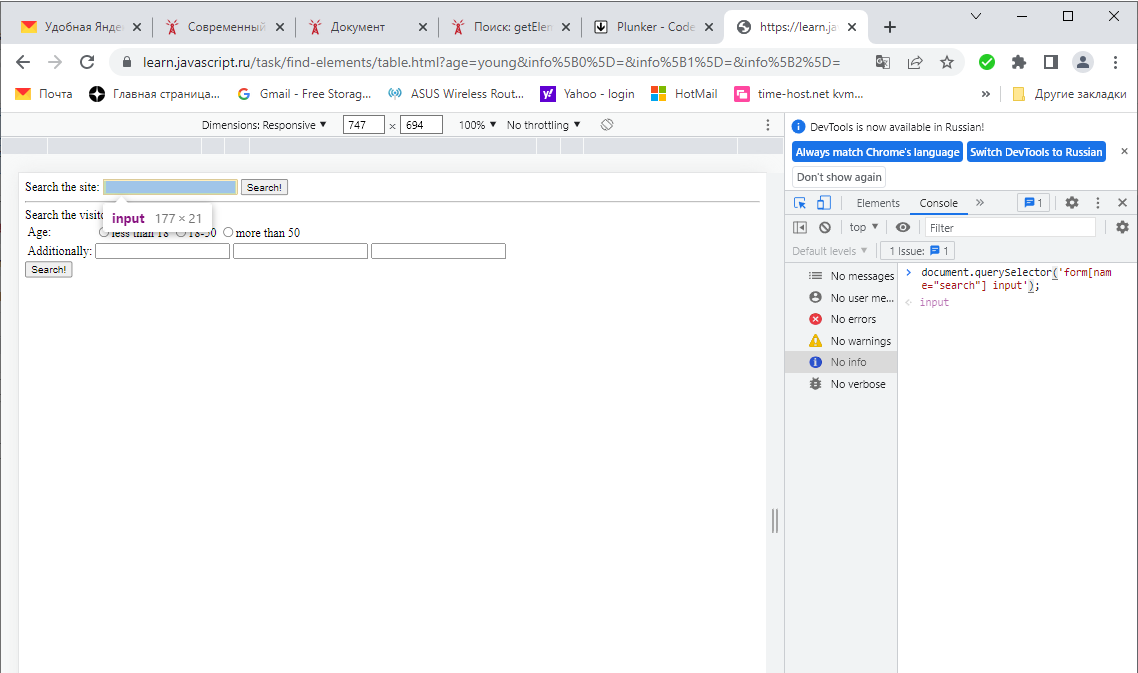 Удобная Янде
Современный
Документ
Поиск: getElem
Plunker - Code
https://learn.ja
learn.javascript.ru/task/find-elements/table.html?age=young&info%5B0%5D=&info%5B1%5D=&info%5B2%5D=
Почта
Главная страница...
Gmail - Free Storag...
ASUS Wireless Rout...
Yahoo - login
HotMail
time-host.net kvm...
»
Другие закладки
Dimensions: Responsive ▼ 747 × 694 100% ▼ No throttling ▼
DevTools is now available in Russian!
Always match Chrome's language
Switch DevTools to Russian
Don't show again
Elements Console » 1
top ▼ Filter
Default levels ▼ 1 Issue: 1
Search the site: Search!
Search the visito
input 177 × 21
Age: less than 18 18-50 more than 50
Additionally:
Search!
No messages
No user me...
No errors
No warnings
No info
No verbose
> document.querySelector('form[nam
e="search"] input');
input